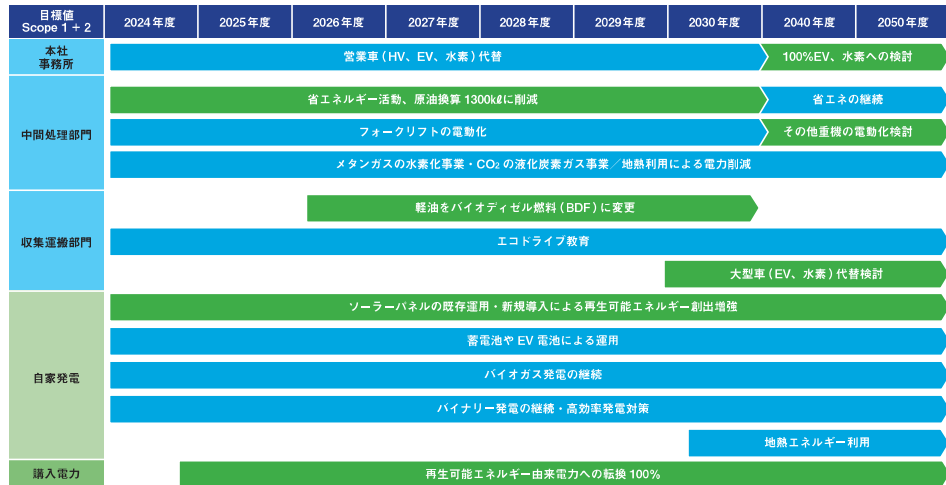 目標値
Scope 1 + 2
2024年度
2025年度
2026年度
2027年度
2028年度
2029年度
2030年度
2040年度
2050年度
本社
事務所
営業車（HV、EV、水素）代替
100%EV、水素への検討
中間処理部門
省エネルギー活動、原油換算1300㎘に削減
省エネの継続
フォークリフトの電動化
その他重機の電動化検討
メタンガスの水素化事業・CO₂の液化炭素ガス事業／地熱利用による電力削減
収集運搬部門
軽油をバイオディゼル燃料（BDF）に変更
エコドライブ教育
大型車（EV、水素）代替検討
自家発電
ソーラーパネルの既存運用・新規導入による再生可能エネルギー創出増強
蓄電池やEV電池による運用
バイオガス発電の継続
バイナリー発電の継続・高効率発電対策
地熱エネルギー利用
購入電力
再生可能エネルギー由来電力への転換100%